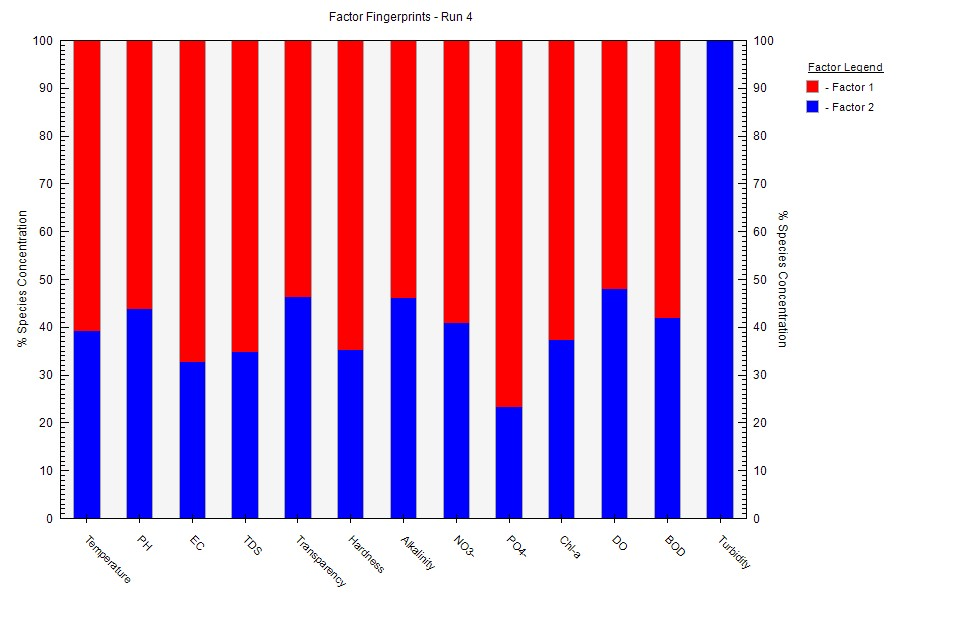 Factor Fingerprints - Run 4
Factor Legend
- Factor 1
- Factor 2
% Species Concentration
100
90
80
70
60
50
40
30
20
10
0
100
90
80
70
60
50
40
30
20
10
0
% Species Concentration
Temperature
PH
EC
TDS
Transparency
Hardness
Alkalinity
NO3-
PO4-
Chl-a
DO
BOD
Turbidity